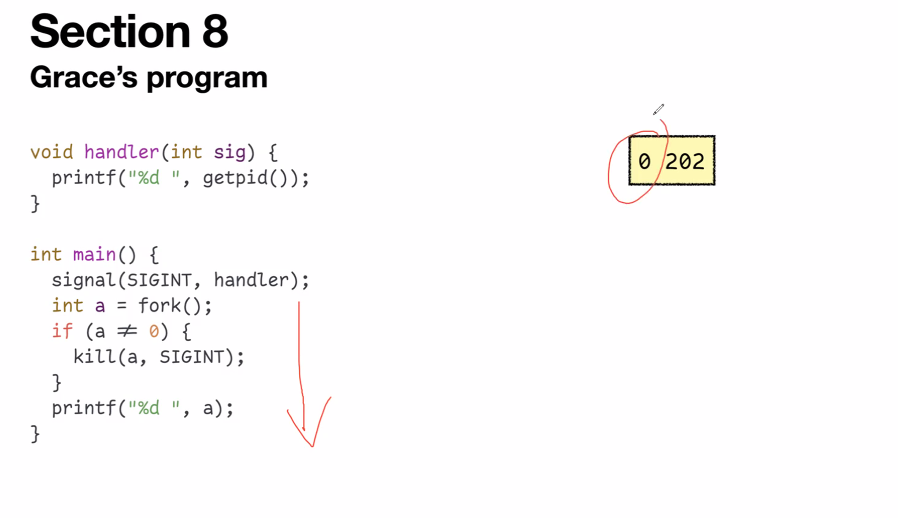 Section 8
Grace’s program
void handler(int sig) {
  printf("%d ", getpid());
}
int main() {
  signal(SIGINT, handler);
  int a = fork();
  if (a ≠ 0) {
    kill(a, SIGINT);
  }
  printf("%d ", a);
}
0 202